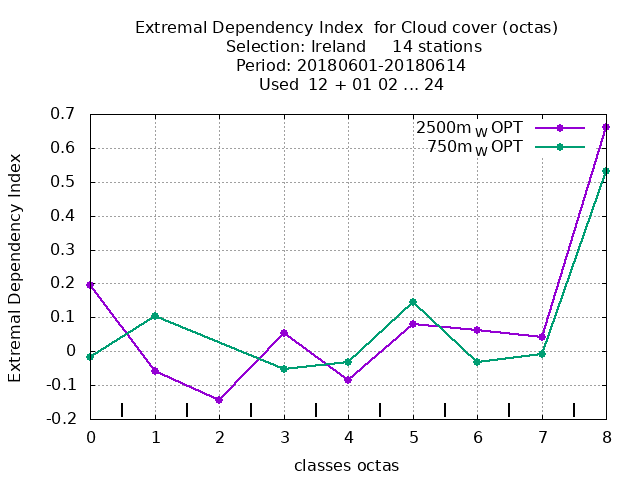 Extremal Dependency Index  for Cloud cover (octas)
Selection: Ireland     14 stations
Period: 20180601-20180614
Used  12 + 01 02 ... 24
Extremal Dependency Index
0.7
0.6
0.5
0.4
0.3
0.2
0.1
0
-0.1
-0.2
2500m W OPT
750m W OPT
0 1 2 3 4 5 6 7 8
classes octas